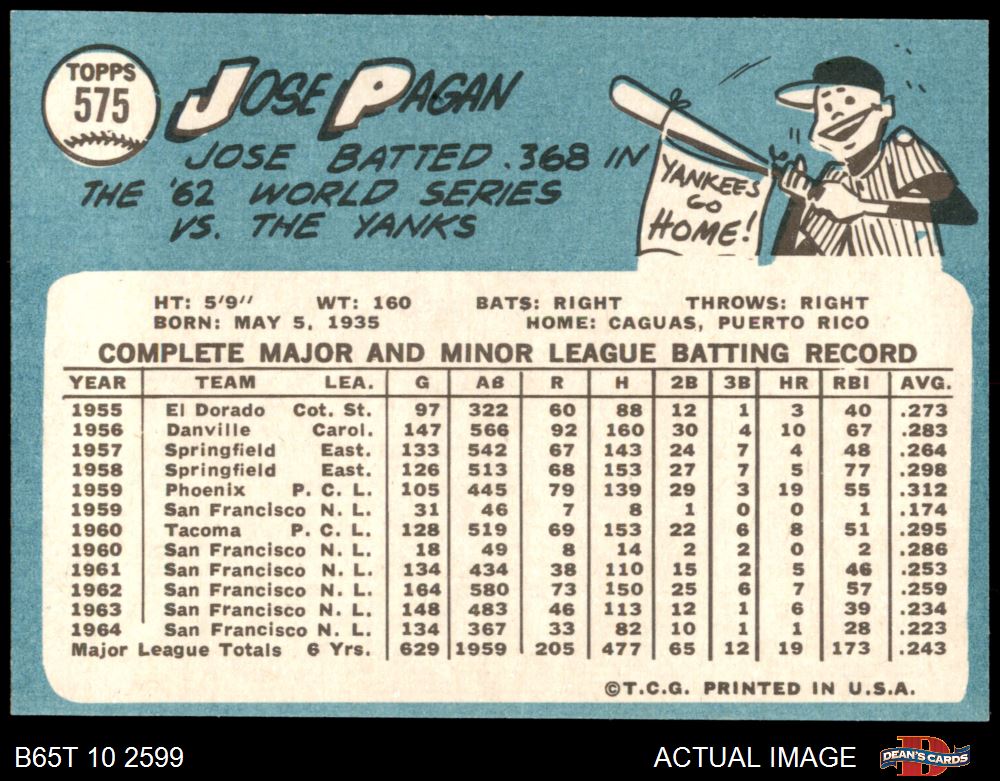 TOPPS
575
JOSE PAGAN
JOSE BATTED .368 IN
THE '62 WORLD SERIES
VS. THE YANKS
YANKEES
GO
HOME!
HT: 5'9" WT: 160 BATS: RIGHT THROWS: RIGHT
BORN: MAY 5, 1935 HOME: CAGUAS, PUERTO RICO
COMPLETE MAJOR AND MINOR LEAGUE BATTING RECORD
YEAR TEAM LEA. G AB R H 2B 3B HR RBI AVG.
1955 El Dorado Cot. St. 97 322 60 88 12 1 3 40 .273
1956 Danville Carol. 147 566 92 160 30 4 10 67 .283
1957 Springfield East. 133 542 67 143 24 7 4 48 .264
1958 Springfield East. 126 513 68 153 27 7 5 77 .298
1959 Phoenix P. C. L. 105 445 79 139 29 3 19 55 .312
1959 San Francisco N. L. 31 46 7 8 1 0 0 1 .174
1960 Tacoma P. C. L. 128 519 69 153 22 6 8 51 .295
1960 San Francisco N. L. 18 49 8 14 2 2 0 2 .286
1961 San Francisco N. L. 134 434 38 110 15 2 5 46 .253
1962 San Francisco N. L. 164 580 73 150 25 6 7 57 .259
1963 San Francisco N. L. 148 483 46 113 12 1 6 39 .234
1964 San Francisco N. L. 134 367 33 82 10 1 1 28 .223
Major League Totals 6 Yrs. 629 1959 205 477 65 12 19 173 .243
©T.C.G. PRINTED IN U.S.A.
B65T 10 2599 ACTUAL IMAGE DEAN'S CARDS